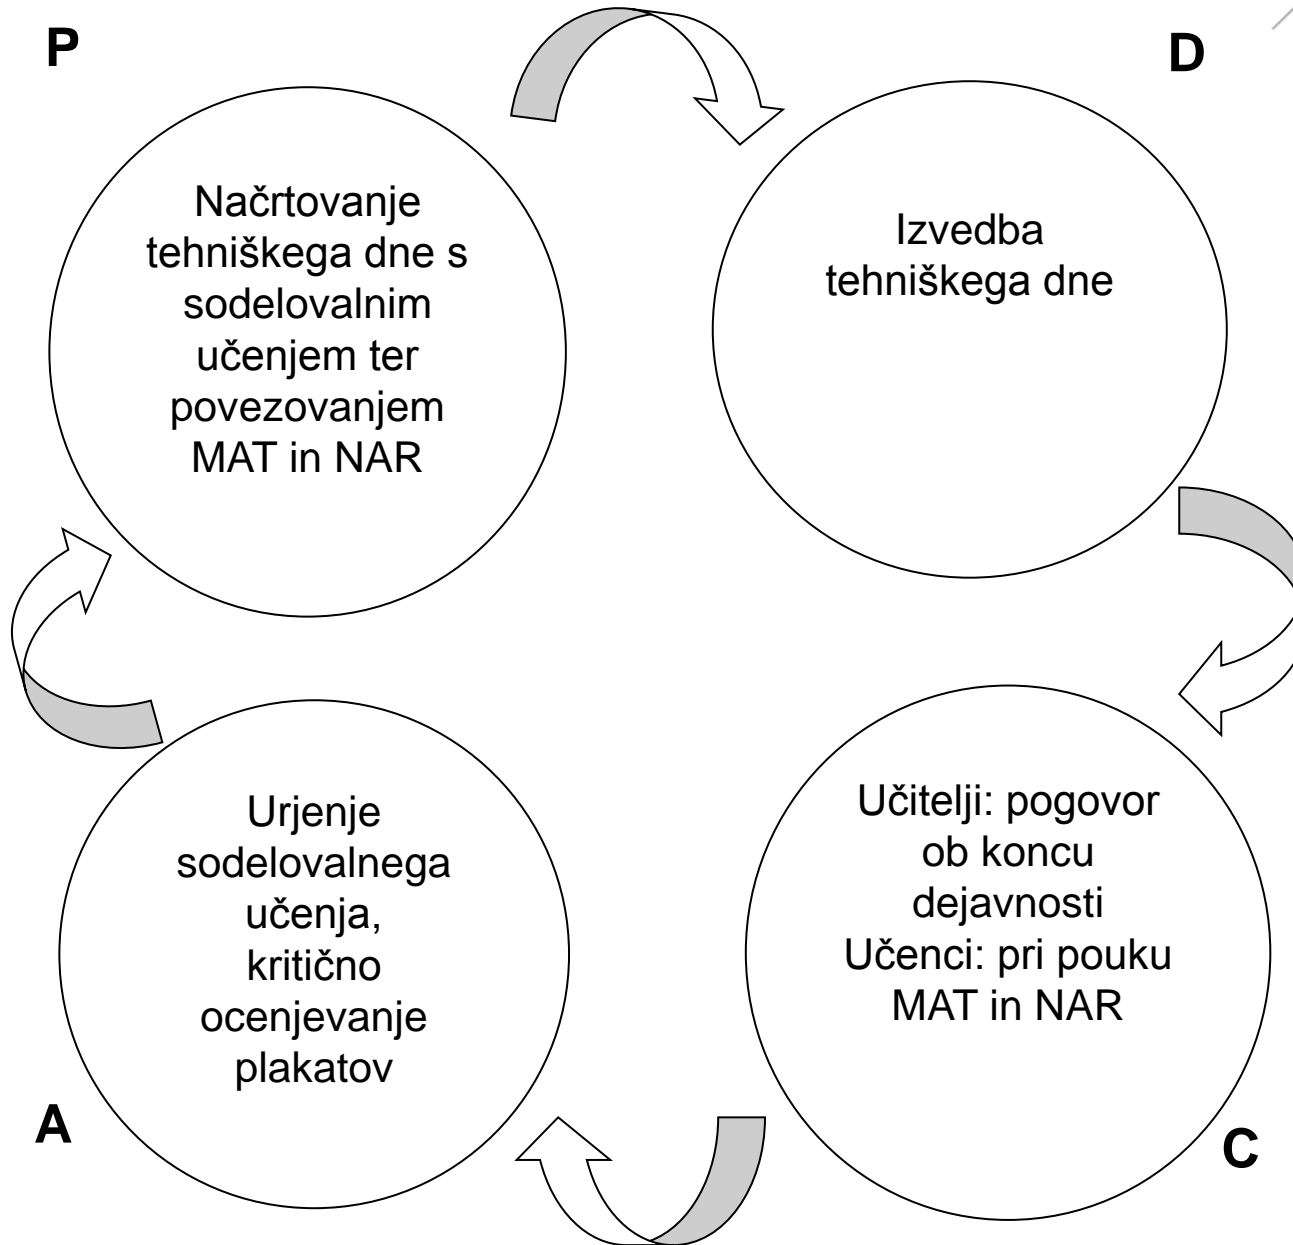 P
Načrtovanje
tehniškega dne s
sodelovalnim
učenjem ter
povezovanjem
MAT in NAR
D
Izvedba
tehniškega dne
Učitelji: pogovor
ob koncu
dejavnosti
Učenci: pri pouku
MAT in NAR
C
Urjenje
sodelovalnega
učenja,
kritično
ocenjevanje
plakatov
A